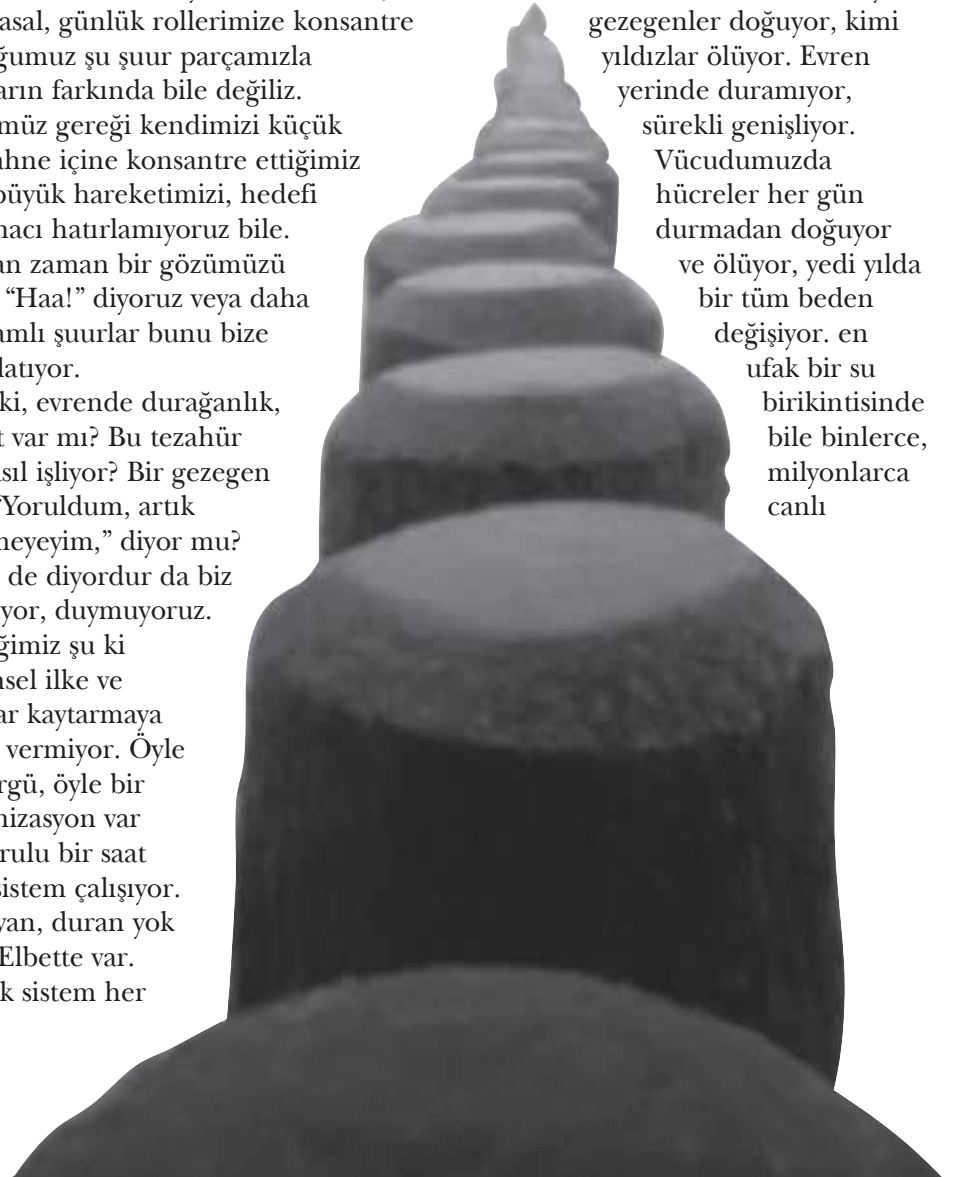 asal, günlük rollerimize konsantre
ğumuz şu şuur parçamızla
arın farkında bile değiliz.
müz gereği kendimizi küçük
ahne içine konsantre ettiğimiz
büyük hareketimizi, hedefi
nacı hatırlamıyoruz bile.
an zaman bir gözümüzü
“Haa!” diyoruz veya daha
amlı şuurlar bunu bize
latıyor.
ki, evrende durağanlık,
t var mı? Bu tezahür
asıl işliyor? Bir gezegen
“Yoruldum, artık
neyeyim,” diyor mu?
de diyordur da biz
yor, duymuyoruz.
ğimiz şu ki
nsel ilke ve
ar kaytarmaya
vermiyor. Öyle
rgü, öyle bir
nizasyon var
rulu bir saat
sistem çalışıyor.
yan, duran yok
Elbette var.
k sistem her
gezegenler doğuyor, kimi
yıldızlar ölüyor. Evren
yerinde duramıyor,
sürekli genişliyor.
Vücudumuzda
hücreler her gün
durmadan doğuyor
ve ölüyor, yedi yılda
bir tüm beden
değişiyor. en
ufak bir su
birikintisinde
bile binlerce,
milyonlarca
canlı